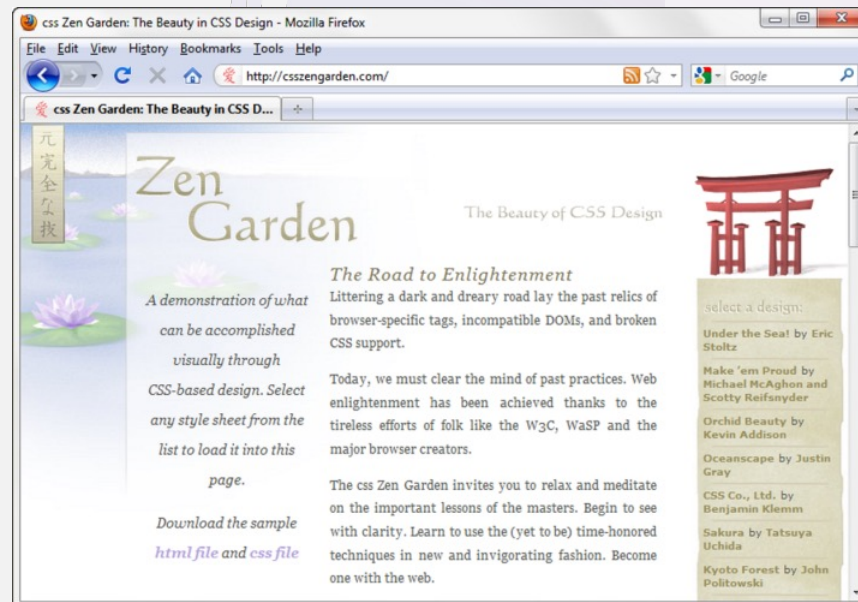 css Zen Garden: The Beauty in CSS Design - Mozilla Firefox
File Edit View History Bookmarks Tools Help
愛 http://csszengarden.com/
Google
愛 css Zen Garden: The Beauty in CSS D...
元
完
全
な
技
Zen
Garden
The Beauty of CSS Design
A demonstration of what
can be accomplished
visually through
CSS-based design. Select
any style sheet from the
list to load it into this
page.
Download the sample
html file and css file
The Road to Enlightenment
Littering a dark and dreary road lay the past relics of
browser-specific tags, incompatible DOMs, and broken
CSS support.
Today, we must clear the mind of past practices. Web
enlightenment has been achieved thanks to the
tireless efforts of folk like the W3C, WaSP and the
major browser creators.
The css Zen Garden invites you to relax and meditate
on the important lessons of the masters. Begin to see
with clarity. Learn to use the (yet to be) time-honored
techniques in new and invigorating fashion. Become
one with the web.
select a design:
Under the Sea! by Eric
Stoltz
Make 'em Proud by
Michael McAghon and
Scotty Reifsnyder
Orchid Beauty by
Kevin Addison
Oceanscape by Justin
Gray
CSS Co., Ltd. by
Benjamin Klemm
Sakura by Tatsuya
Uchida
Kyoto Forest by John
Politowski